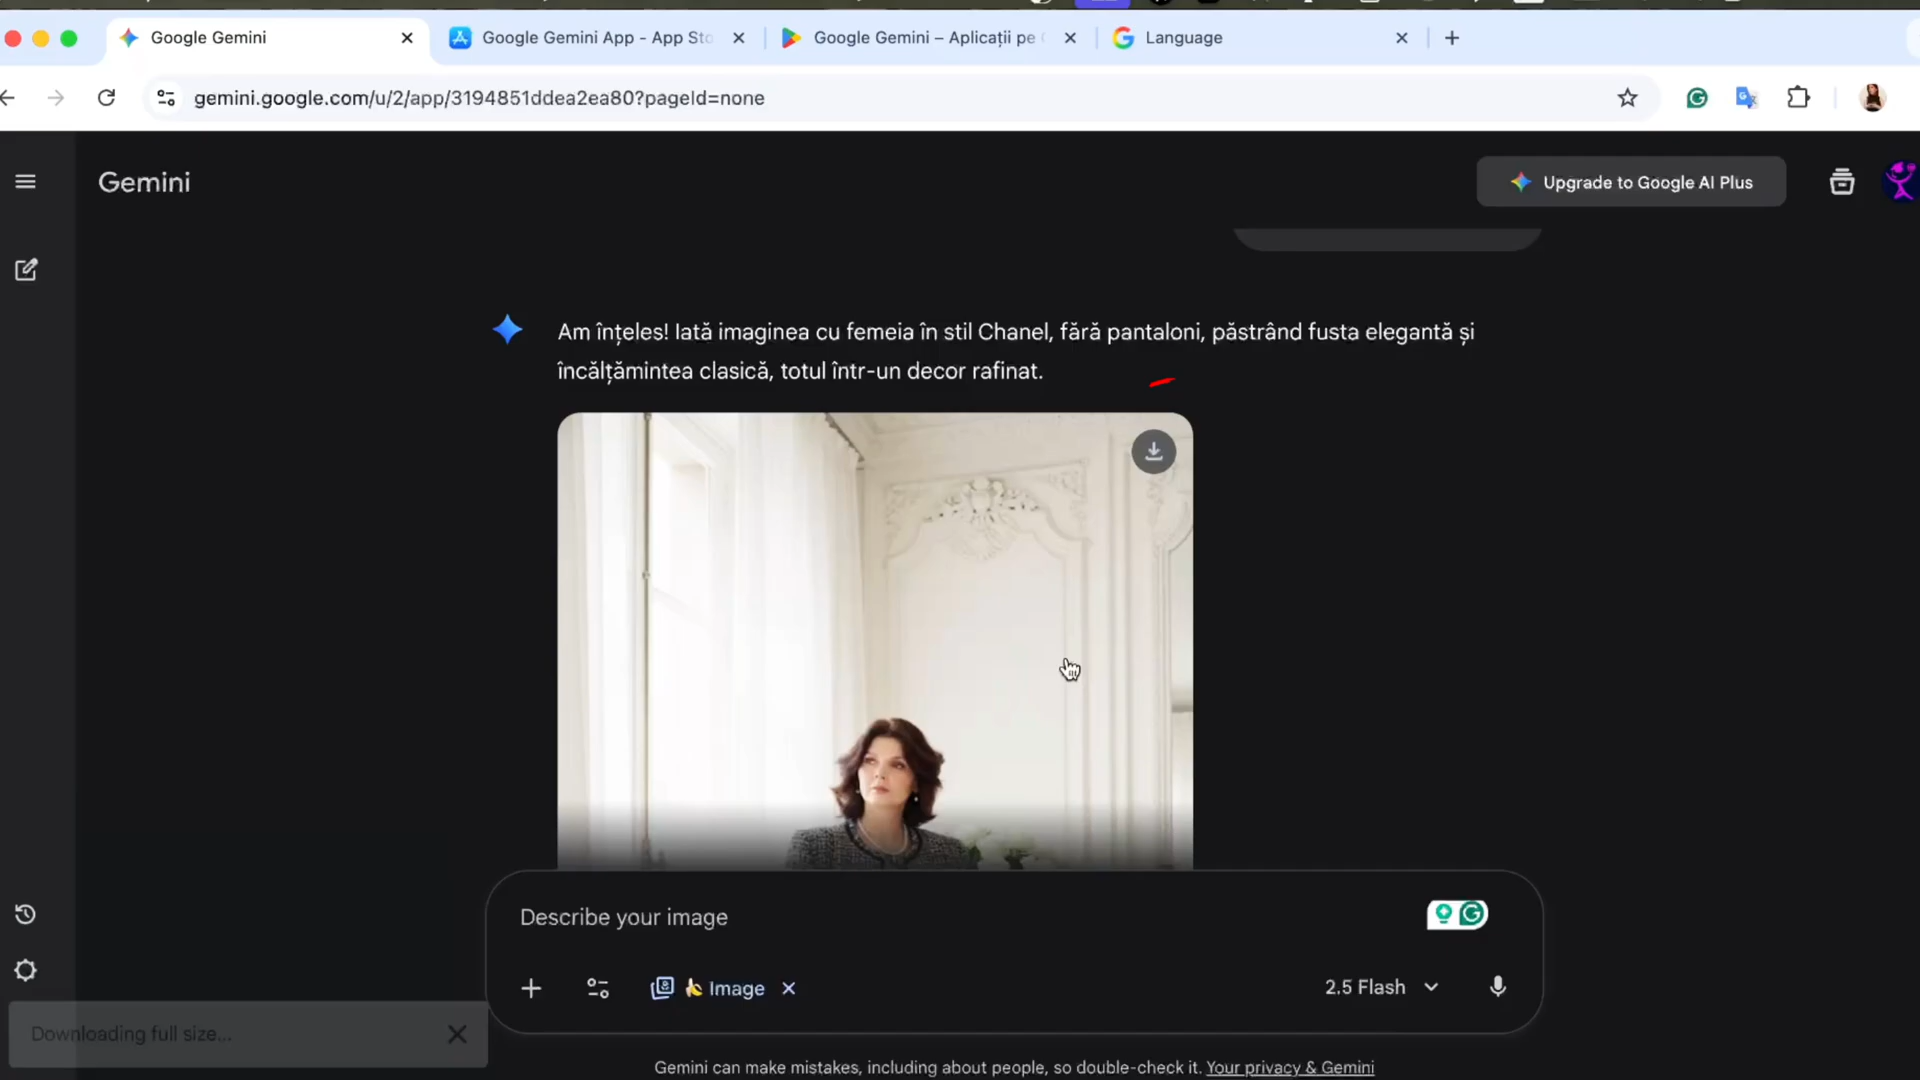 Google Gemini
Google Gemini App - App Sto
Google Gemini – Aplicații pe
Language
gemini.google.com/u/2/app/3194851ddea2ea80?pageId=none
Gemini
Upgrade to Google AI Plus
Am înțeles! Iată imaginea cu femeia în stil Chanel, fără pantaloni, păstrând fusta elegantă și
încălțămintea clasică, totul într-un decor rafinat.
Describe your image
Image
2.5 Flash
Downloading full size...
Gemini can make mistakes, including about people, so double-check it. Your privacy & Gemini